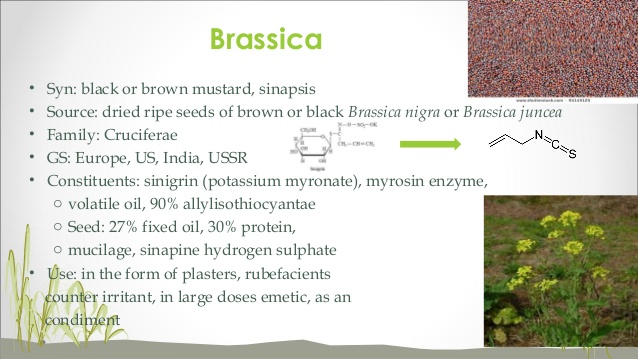 Brassica
• Syn: black or brown mustard, sinapsis
• Source: dried ripe seeds of brown or black Brassica nigra or Brassica juncea
• Family: Cruciferae
• GS: Europe, US, India, USSR
• Constituents: sinigrin (potassium myronate), myrosin enzyme,
o volatile oil, 90% allylisothiocyantae
o Seed: 27% fixed oil, 30% protein,
o mucilage, sinapine hydrogen sulphate
• Use: in the form of plasters, rubefacients
counter irritant, in large doses emetic, as an
condiment
N
C
S